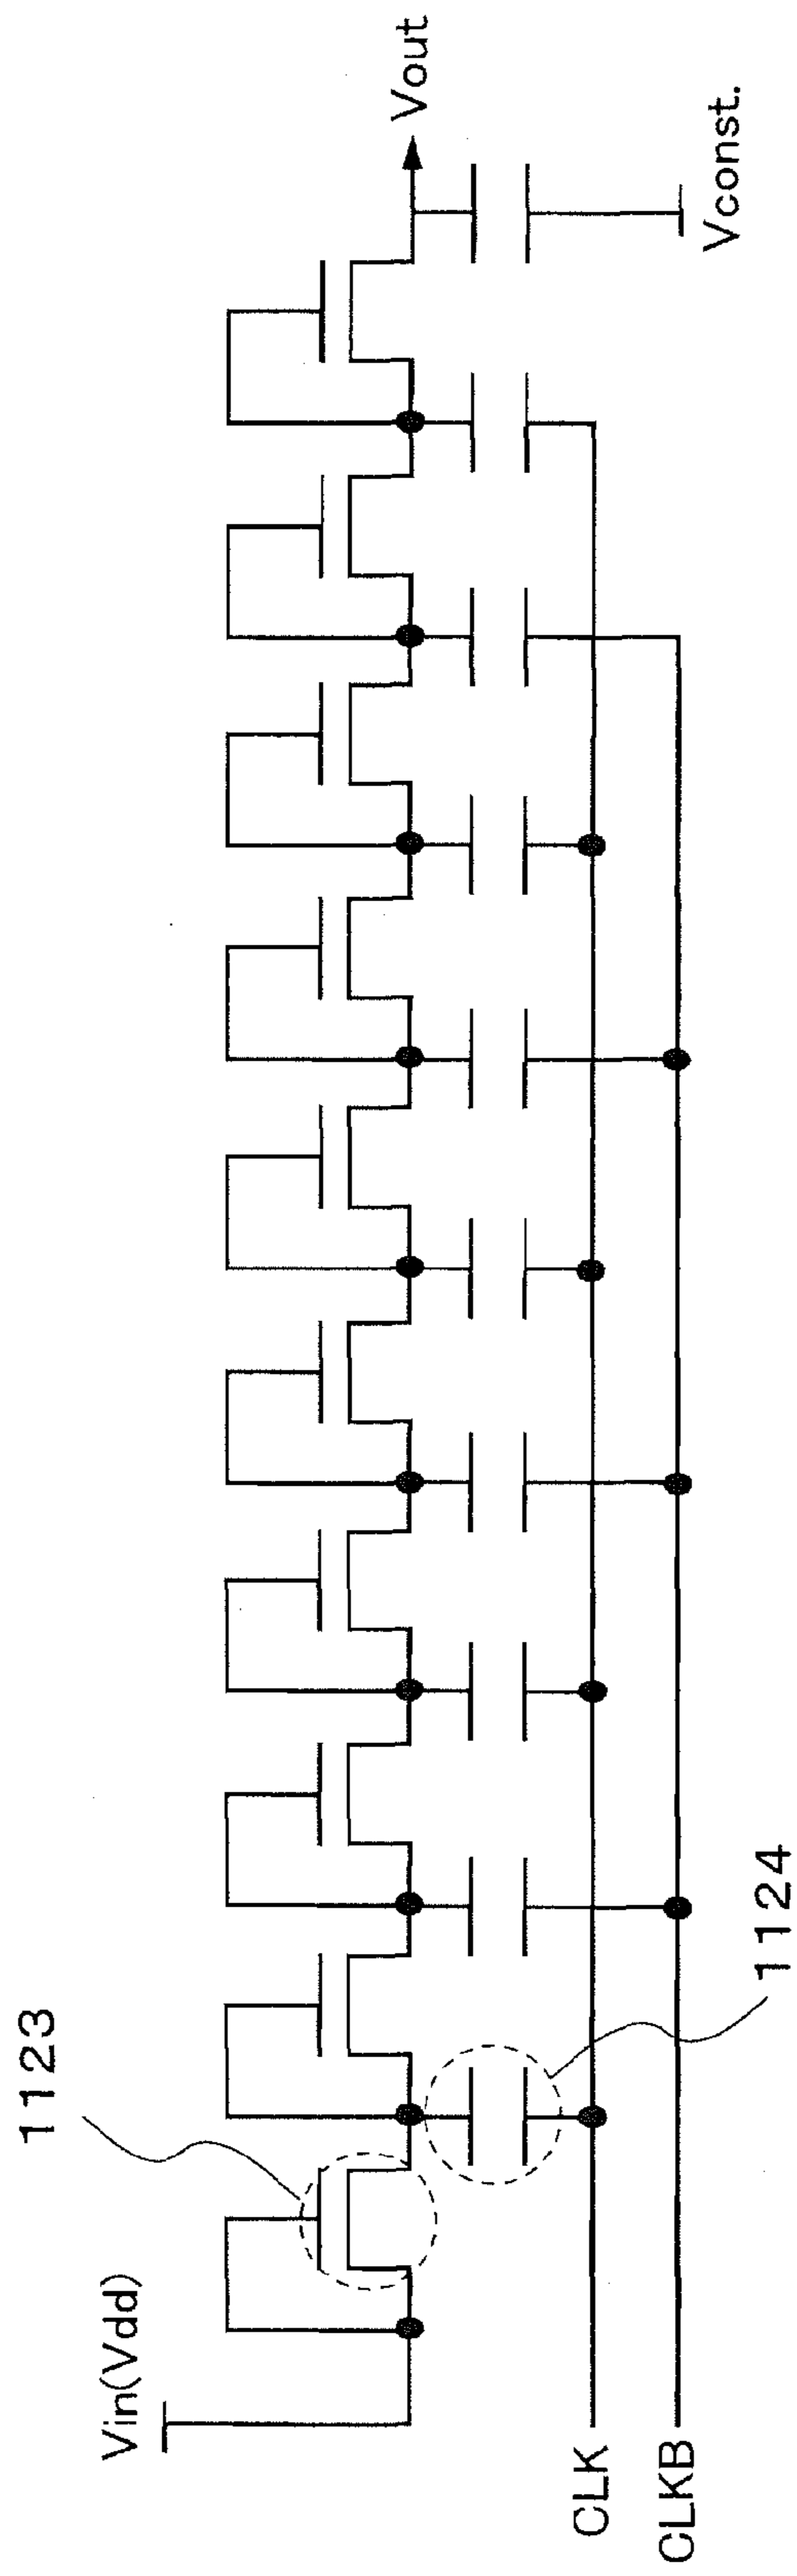 Vin(Vdd)
1123
Vout
Vconst.
1124
CLK
CLKB